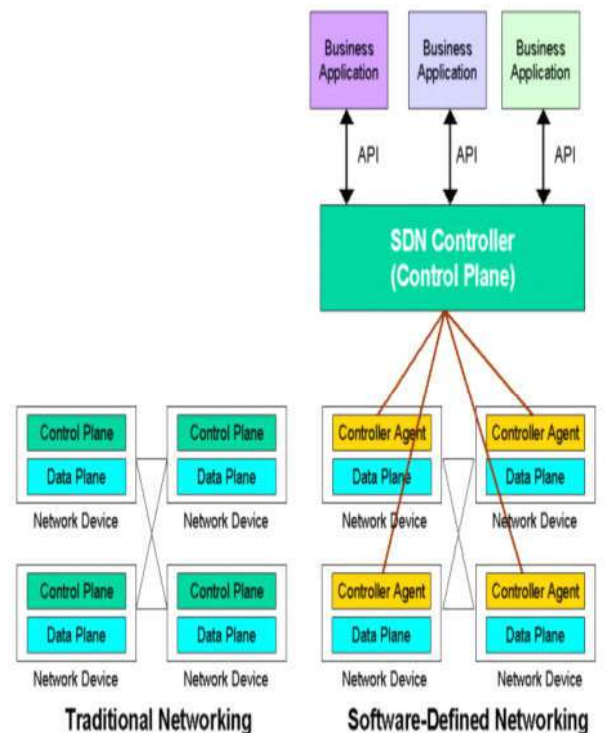 Business
Application
Business
Application
Business
Application
API
API
API
SDN Controller
(Control Plane)
Control Plane
Data Plane
Network Device
Control Plane
Data Plane
Network Device
Control Plane
Data Plane
Network Device
Control Plane
Data Plane
Network Device
Traditional Networking
Controller Agent
Data Plane
Network Device
Controller Agent
Data Plane
Network Device
Controller Agent
Data Plane
Network Device
Controller Agent
Data Plane
Network Device
Software-Defined Networking